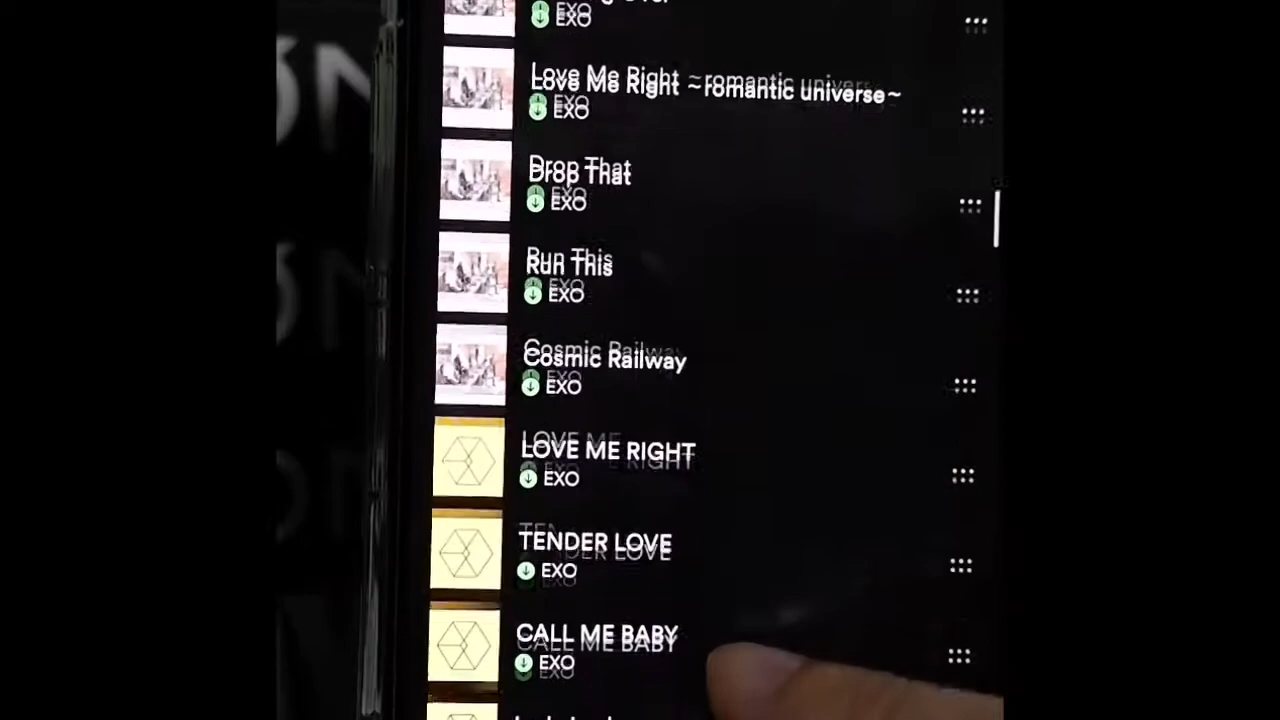 EXO
Love Me Right ~romantic universe~
EXO
Drop That
EXO
Run This
EXO
Cosmic Railway
EXO
LOVE ME RIGHT
EXO
TENDER LOVE
EXO
CALL ME BABY
EXO